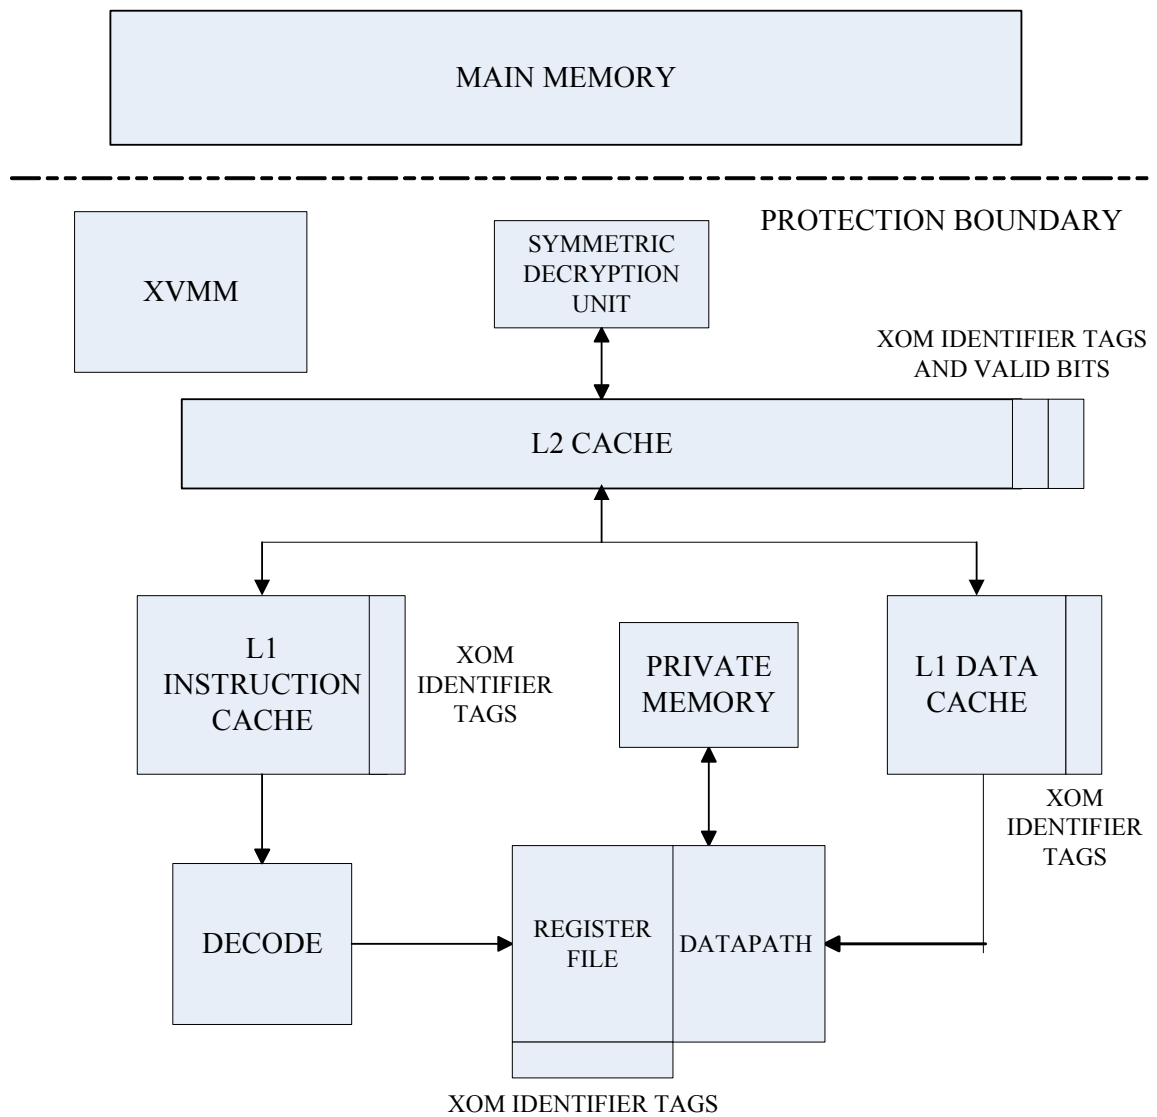 MAIN MEMORY
PROTECTION BOUNDARY
XVMM
SYMMETRIC
DECRYPTION
UNIT
XOM IDENTIFIER TAGS
AND VALID BITS
L2 CACHE
L1
INSTRUCTION
CACHE
XOM
IDENTIFIER
TAGS
PRIVATE
MEMORY
L1 DATA
CACHE
XOM
IDENTIFIER
TAGS
DECODE
REGISTER
FILE
DATAPATH
XOM IDENTIFIER TAGS